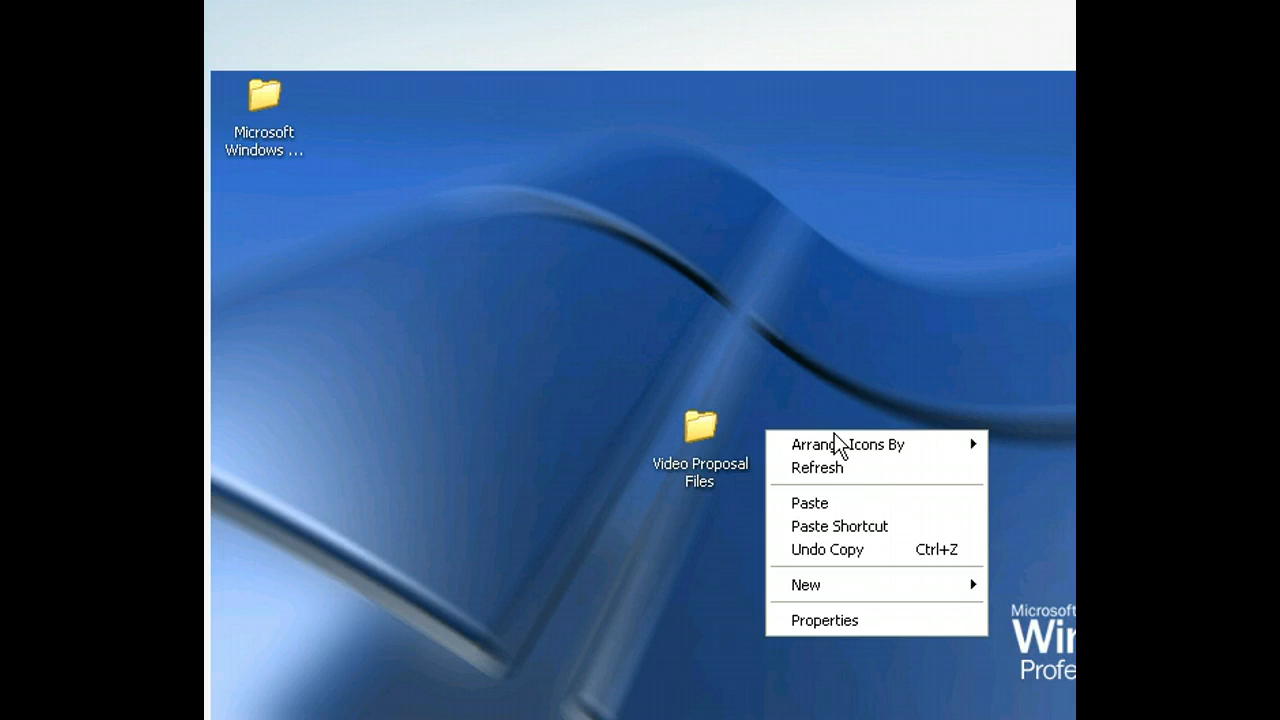 Microsoft
Windows ...
Video Proposal
Files
Arrange Icons By
Refresh
Paste
Paste Shortcut
Undo Copy Ctrl+Z
New
Properties
Microsoft
Win
Profe